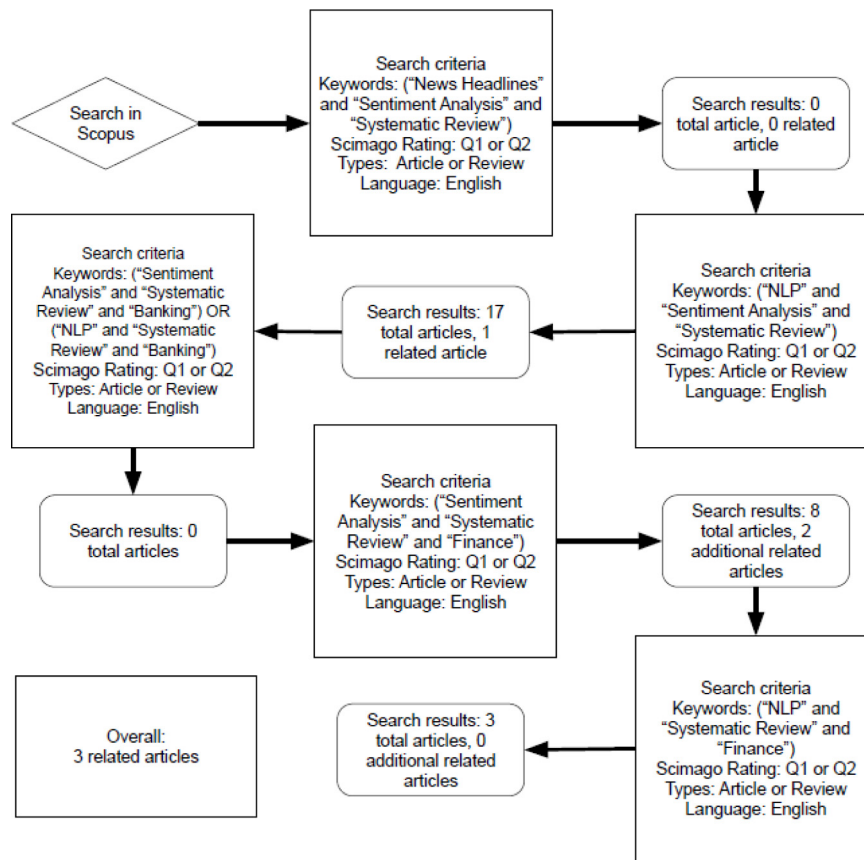 Search in
Scopus
Search criteria
Keywords: (“News Headlines”
and “Sentiment Analysis” and
“Systematic Review”)
Scimago Rating: Q1 or Q2
Types:  Article or Review
Language: English
Search results: 0
total article, 0 related
article
Search criteria
Keywords: (“NLP” and
“Sentiment Analysis” and
“Systematic Review”)
Scimago Rating: Q1 or Q2
Types: Article or Review
Language: English
Search results: 17
total articles, 1
related article
Search criteria
Keywords: (“Sentiment
Analysis” and “Systematic
Review” and “Banking”) OR
(“NLP” and “Systematic
Review” and “Banking”)
Scimago Rating: Q1 or Q2
Types: Article or Review
Language: English
Search results: 0
total articles
Search criteria
Keywords: (“Sentiment
Analysis” and “Systematic
Review” and “Finance”)
Scimago Rating: Q1 or Q2
Types: Article or Review
Language: English
Search results: 8
total articles, 2
additional related
articles
Search criteria
Keywords: (“NLP” and
“Systematic Review” and
“Finance”)
Scimago Rating: Q1 or Q2
Types: Article or Review
Language: English
Search results: 3
total articles, 0
additional related
articles
Overall:
3 related articles